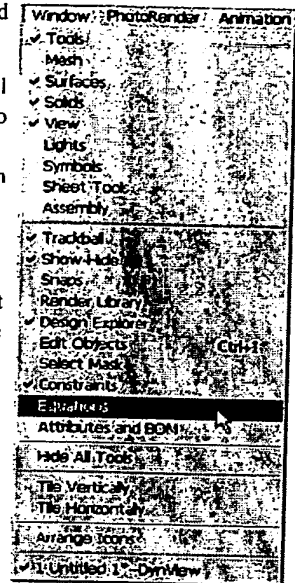 Window PhotoRender Animation
✓ Tools
Mesh
✓ Surfaces
✓ Solids
✓ View
Lights
Symbols
Sheet Tools
Assembly
✓ Trackball
✓ Show-Hide
Snaps
Render Library
✓ Design Explorer
Edit Objects Ctrl+I
Select Mask
✓ Constraints
Equations
Attributes and BOM
Hide All Tools
Tile Vertically
Tile Horizontally
Arrange Icons
✓ 1 Untitled 1* DynView